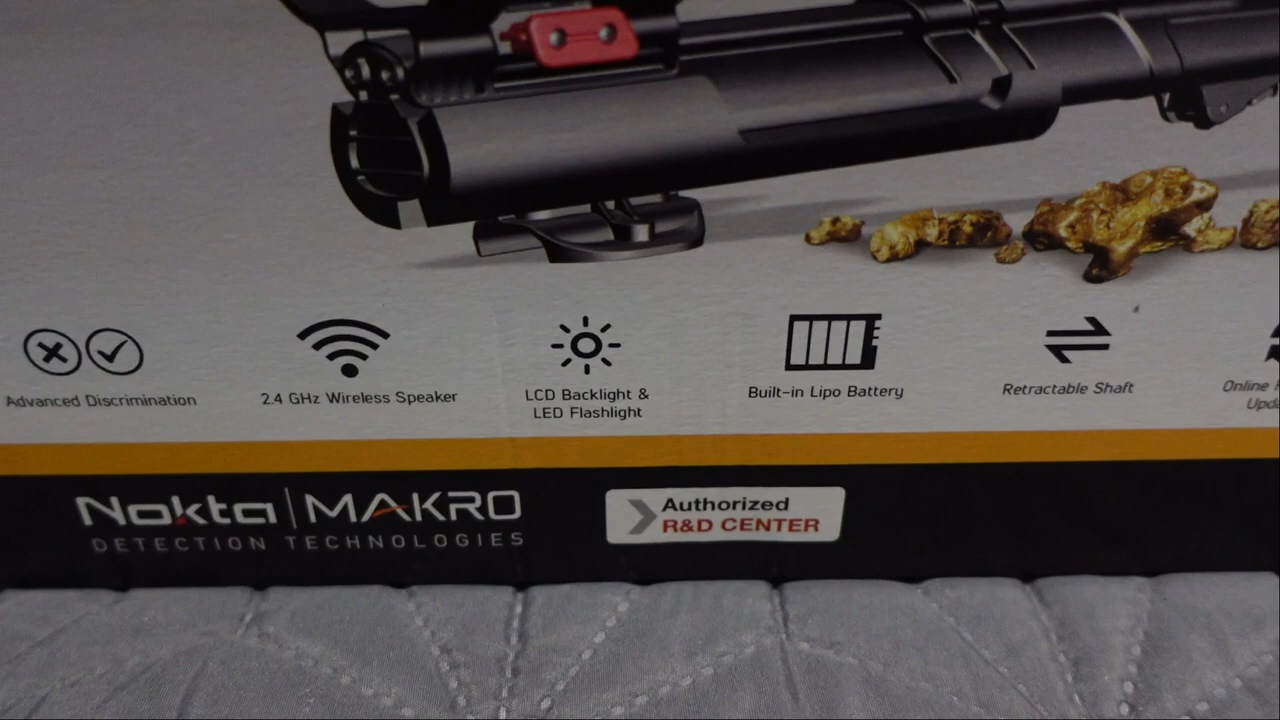 Advanced Discrimination
2.4 GHz Wireless Speaker
LCD Backlight &
LED Flashlight
Built-in Lipo Battery
Retractable Shaft
Online
Nokta | MAKRO
DETECTION TECHNOLOGIES
Authorized
R&D CENTER